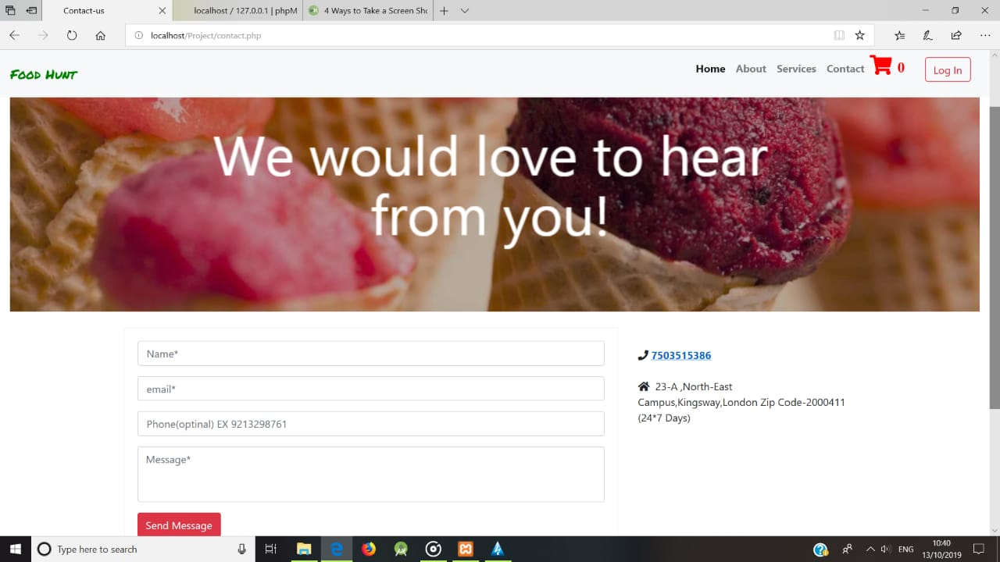 Contact-us
localhost / 127.0.0.1 | phpM
4 Ways to Take a Screen Sho
localhost/Project/contact.php
Food Hunt
Home About Services Contact 0 Log In
We would love to hear
from you!
Name*
email*
Phone(optinal) EX 9213298761
Message*
Send Message
7503515386
23-A ,North-East
Campus,Kingsway,London Zip Code-2000411
(24*7 Days)
Type here to search
ENG
10:40
13/10/2019